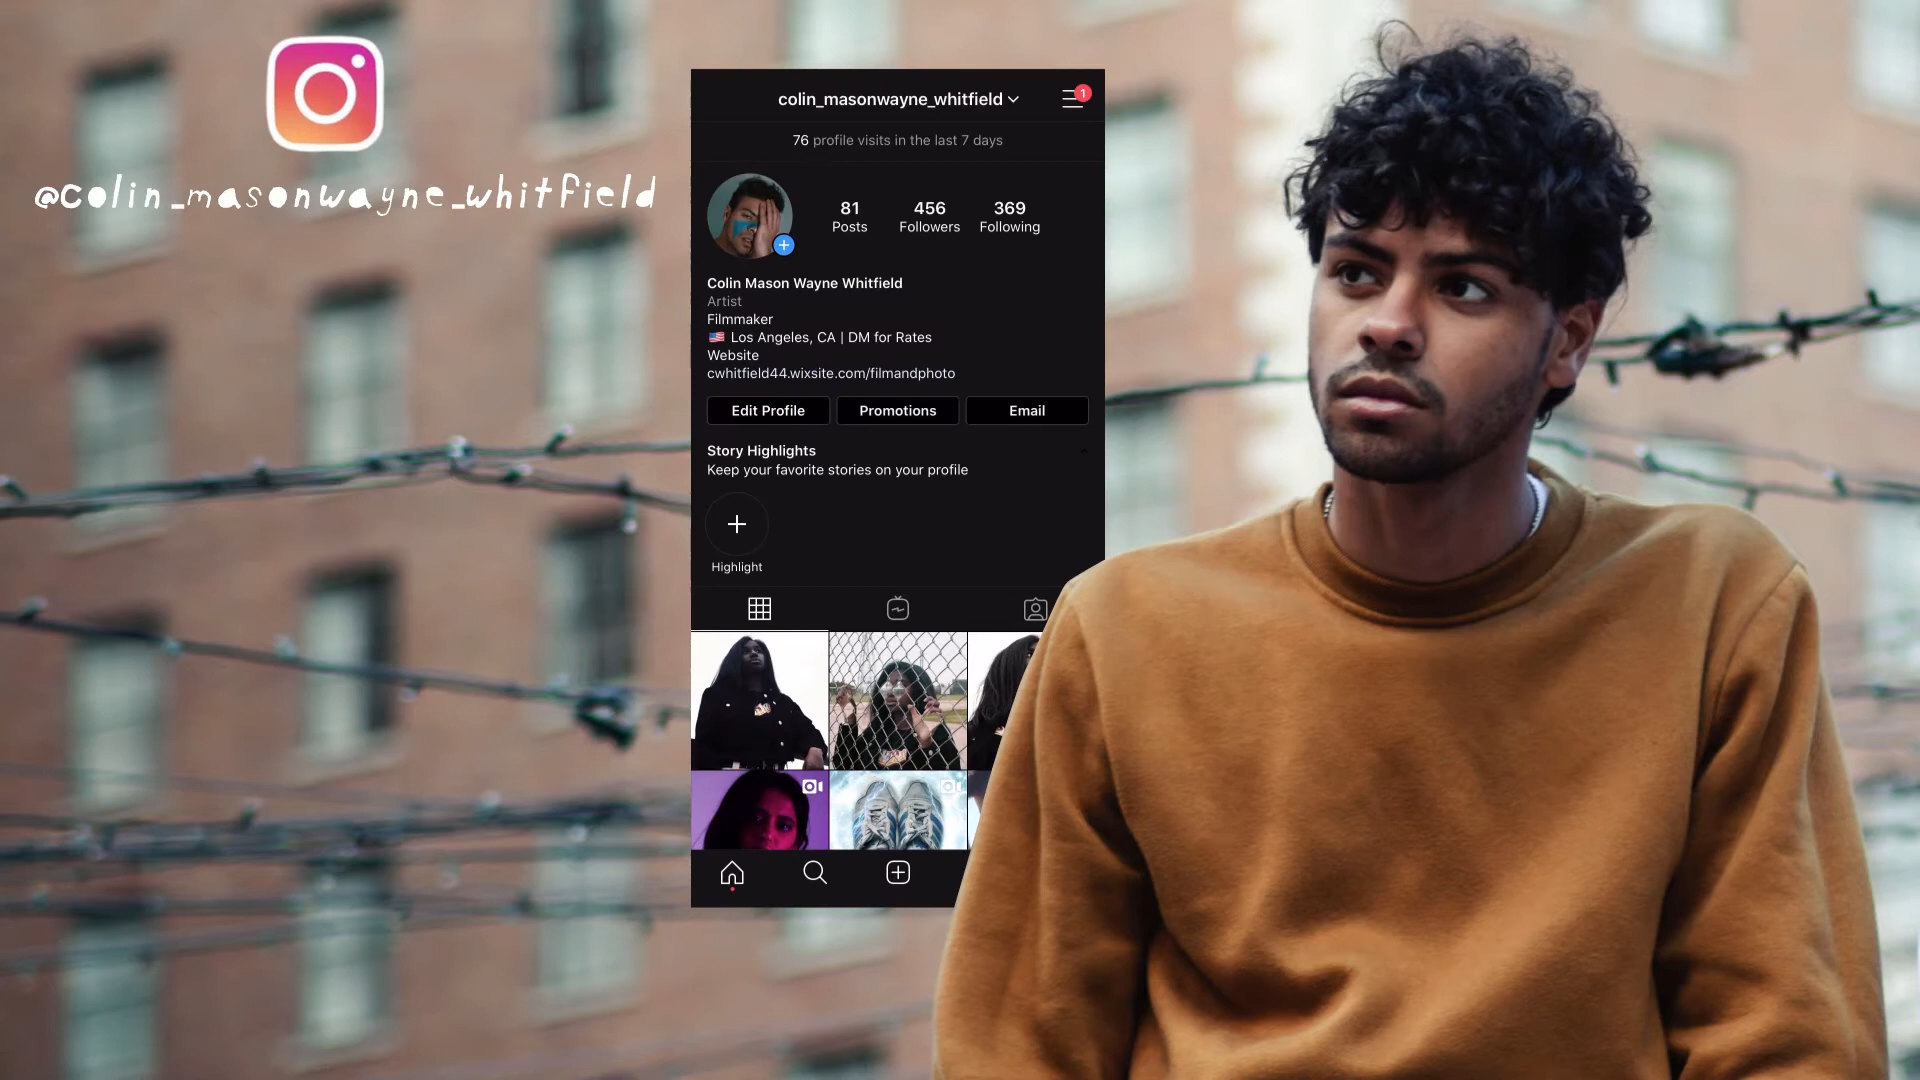 @colin_masonwayne_whitfield
colin_masonwayne_whitfield
1
76 profile visits in the last 7 days
81
456
369
Posts
Followers
Following
Colin Mason Wayne Whitfield
Artist
Filmmaker
🇺🇸 Los Angeles, CA | DM for Rates
Website
cwhitfield44.wixsite.com/filmandphoto
Edit Profile
Promotions
Email
Story Highlights
Keep your favorite stories on your profile
Highlight